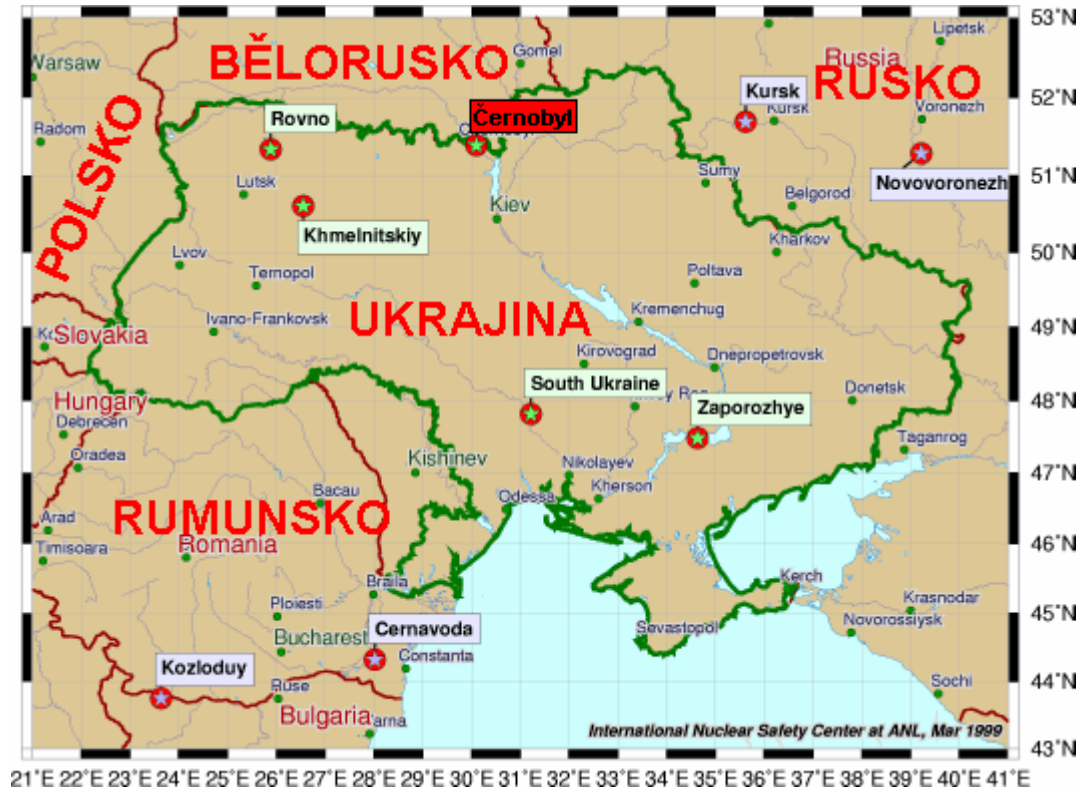 53°N
Lipetsk
Gomel
BĚLORUSKO
Russia
Warsaw
RUSKO
Kursk
52°N
Rovno
Černobyl
Kursk
Voronezh
Radom
POLSKO
51°N
Lutsk
Sumy
Novovoronezh
Belgorod
Kiev
Khmelnitskiy
Kharkov
50°N
Lvov
Ternopol
Poltava
Ivano-Frankovsk
UKRAJINA
Kremenchug
49°N
Slovakia
Kirovograd
Dnepropetrovsk
South Ukraine
Donetsk
Hungary
Zaporozhye
48°N
Debrecen
Taganrog
Oradea
Kishinev
Nikolayev
47°N
Bacau
Odessa
Kherson
RUMUNSKO
Arad
Romania
Timisoara
46°N
Braila
Kerch
Ploiesti
Krasnodar
45°N
Cernavoda
Sevastopol
Novorossiysk
Bucharest
Constanta
Kozloduy
Ruse
Sochi
44°N
Bulgaria
International Nuclear Safety Center at ANL, Mar 1999
43°N
21°E 22°E 23°E 24°E 25°E 26°E 27°E 28°E 29°E 30°E 31°E 32°E 33°E 34°E 35°E 36°E 37°E 38°E 39°E 40°E 41°E